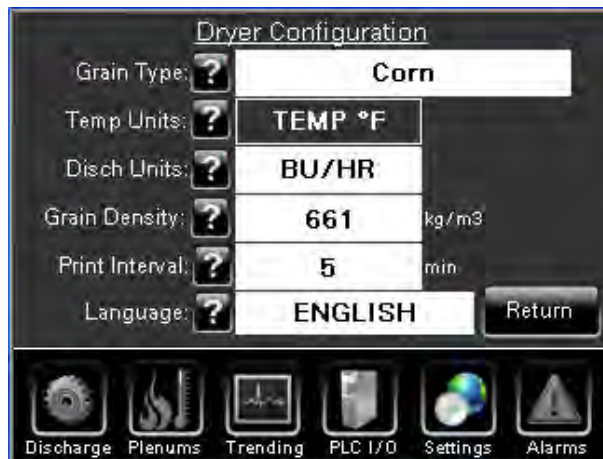 Dryer Configuration
Grain Type: ? Corn
Temp Units: ? TEMP °F
Disch Units: ? BU/HR
Grain Density: ? 661 kg/m3
Print Interval: ? 5 min
Language: ? ENGLISH Return
Discharge Plenums Trending PLC I/O Settings Alarms